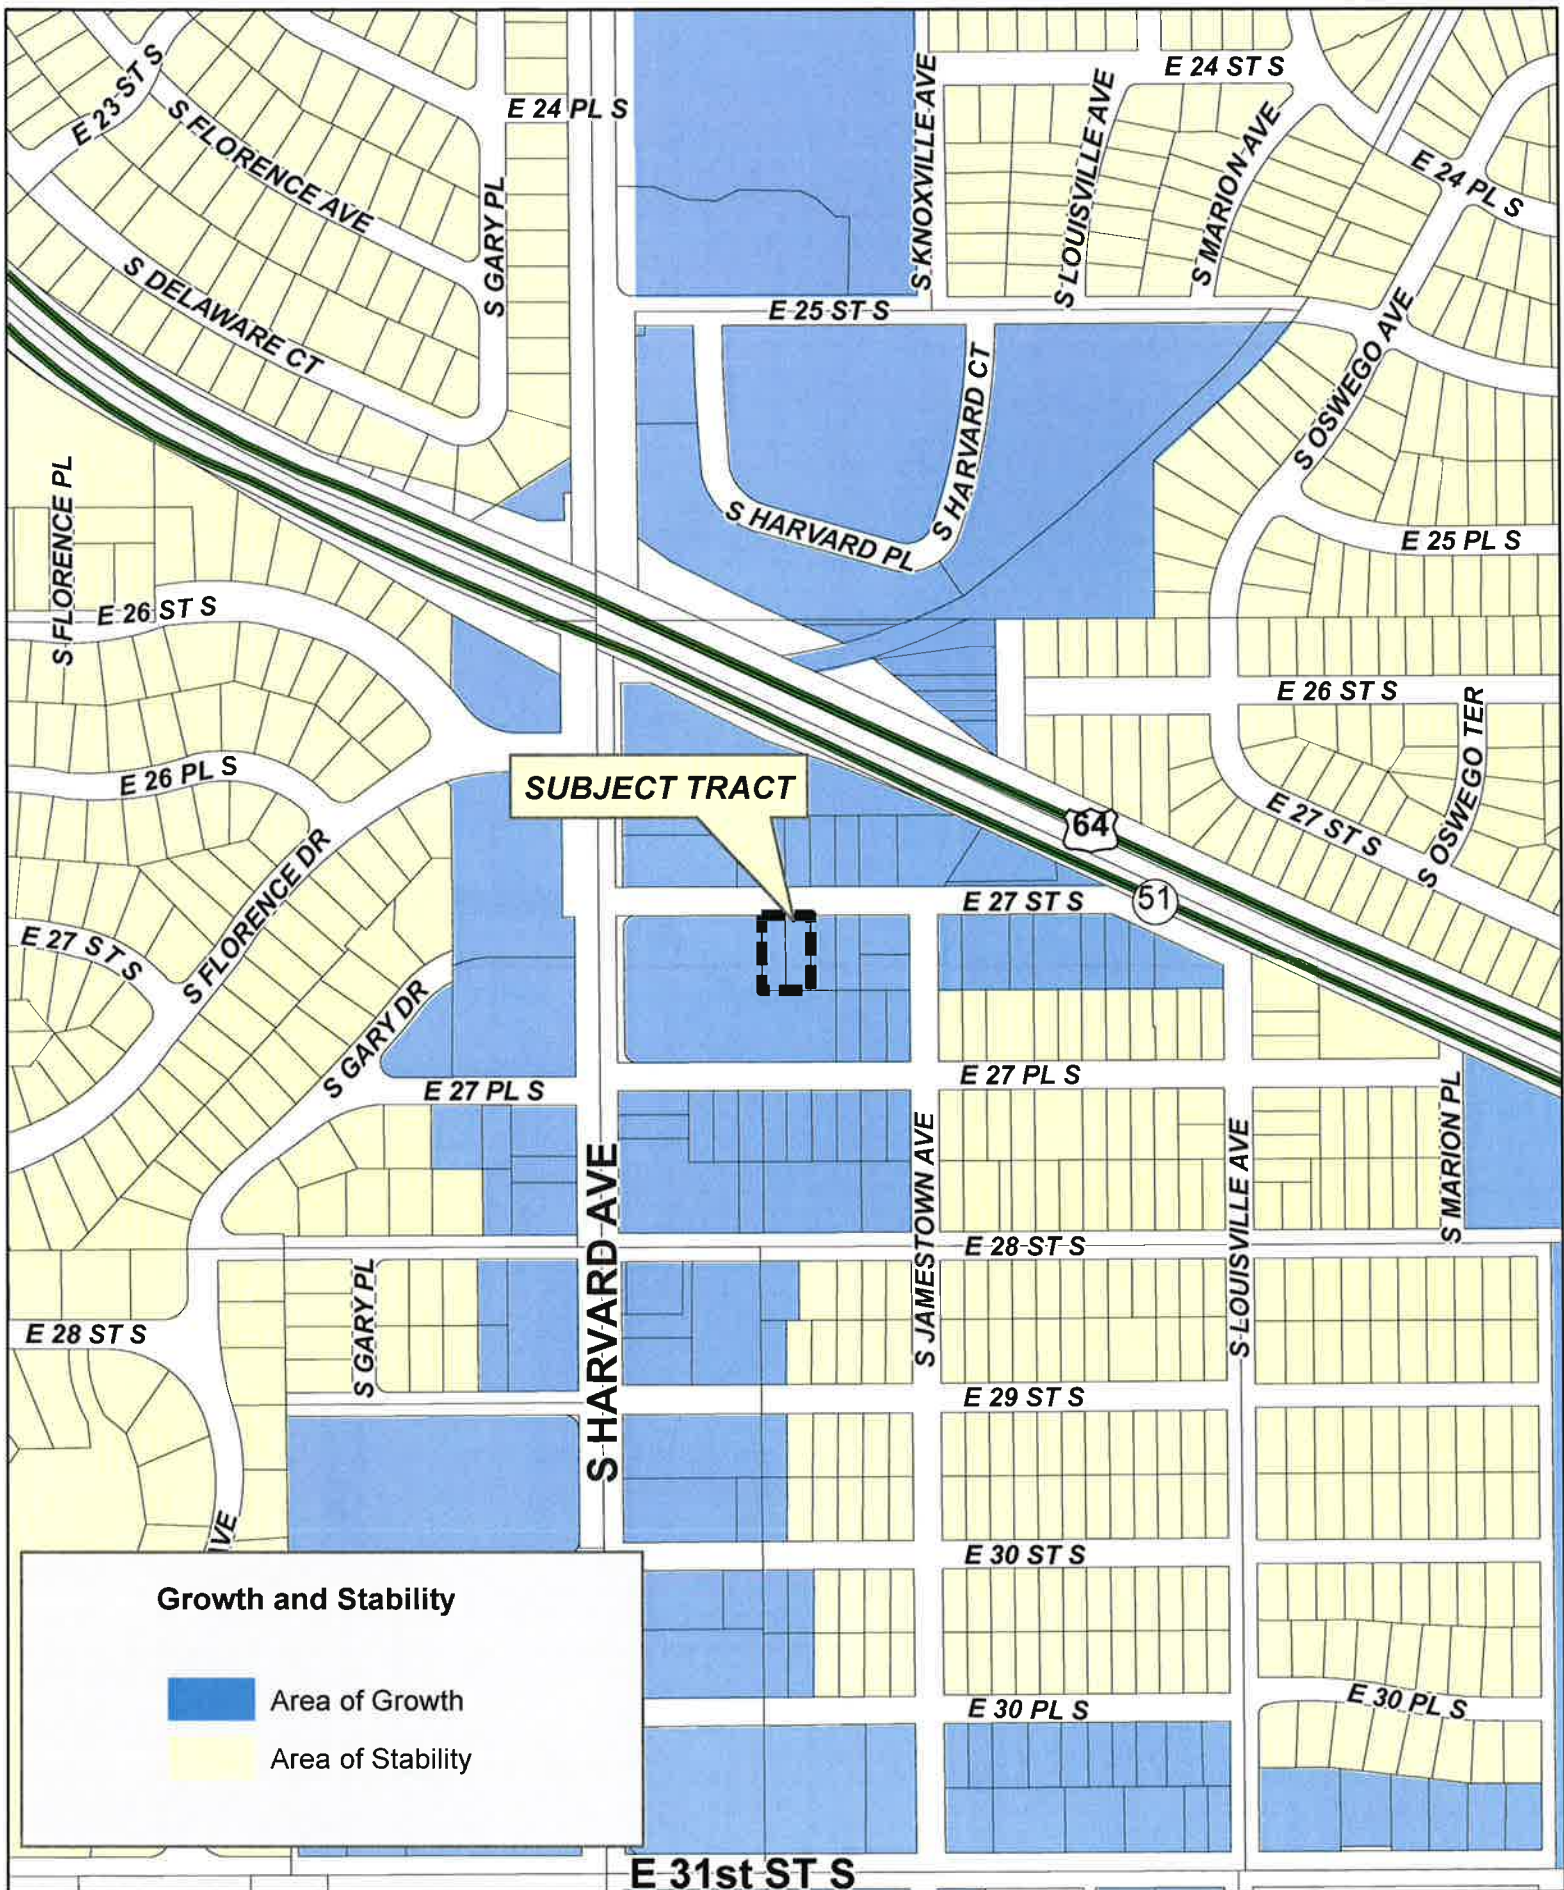 E 23 ST S
S FLORENCE AVE
E 24 PL S
S GARY PL
S DELAWARE CT
S KNOXVILLE AVE
E 24 ST S
S LOUISVILLE AVE
S MARION AVE
E 24 PL S
E 25 ST S
S HARVARD CT
S HARVARD PL
S OSWEGO AVE
E 25 PL S
S FLORENCE PL
E 26 ST S
E 26 ST S
S OSWEGO TER
E 26 PL S
SUBJECT TRACT
64
E 27 ST S
S FLORENCE DR
51
E 27 ST S
E 27 ST S
S GARY DR
E 27 PL S
E 27 PL S
S MARION PL
S JAMESTOWN AVE
S LOUISVILLE AVE
S HARVARD AVE
E 28 ST S
S GARY PL
E 28 ST S
E 29 ST S
E 30 ST S
Growth and Stability
Area of Growth
Area of Stability
E 30 PL S
E 30 PL S
E 31st ST S